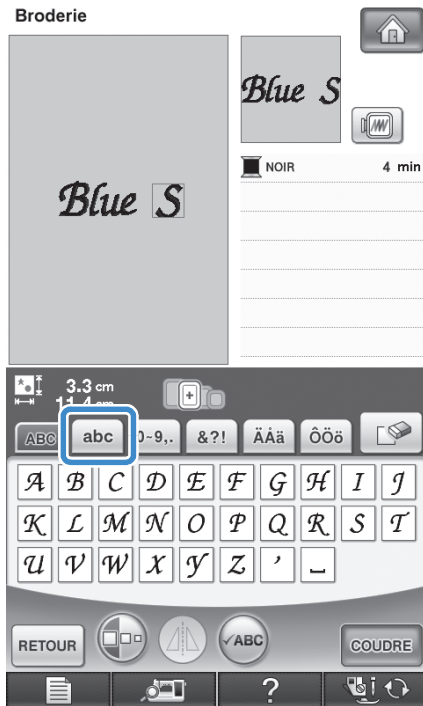 Broderie
Blue S
NOIR 4 min
Blue S
3.3 cm
11.4 cm
ABC abc 0~9,. &?! ÄÅä ÔÖö
A B C D E F G H I J
K L M N O P Q R S T
U V W X Y Z ’ _
RETOUR ✓ABC COUDRE
? i